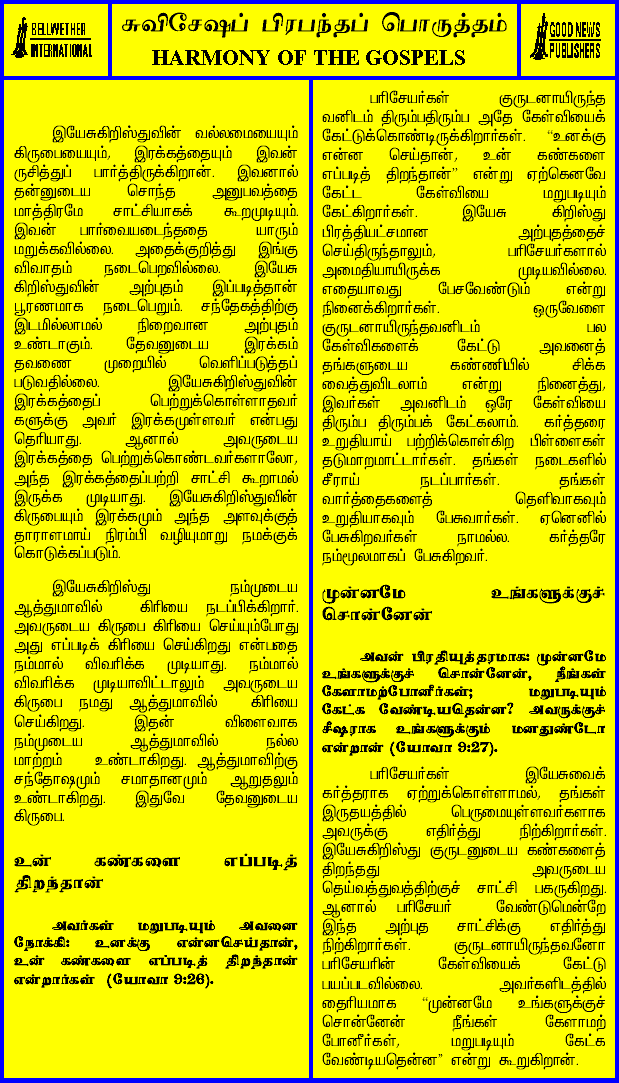 BELLWETHER
INTERNATIONAL
சுவிசேஷப் பிரபந்தப் பொருத்தம்
HARMONY OF THE GOSPELS
GOOD NEWS
PUBLISHERS
இயேசுகிறிஸ்துவின் வல்லமையையும்
கிருபையையும், இரக்கத்தையும் இவன்
ருசித்துப் பார்த்திருக்கிறான். இவனால்
தன்னுடைய சொந்த அனுபவத்தை
மாத்திரமே சாட்சியாகக் கூறமுடியும்.
இவன் பார்வையடைந்ததை யாரும்
மறுக்கவில்லை. அதைக்குறித்து இங்கு
விவாதம் நடைபெறவில்லை. இயேசு
கிறிஸ்துவின் அற்புதம் இப்படித்தான்
பூரணமாக நடைபெறும். சந்தேகத்திற்கு
இடமில்லாமல் நிறைவான அற்புதம்
உண்டாகும். தேவனுடைய இரக்கம்
தவணை முறையில் வெளிப்படுத்தப்
படுவதில்லை. இயேசுகிறிஸ்துவின்
இரக்கத்தைப் பெற்றுக்கொள்ளாதவர்
களுக்கு அவர் இரக்கமுள்ளவர் என்பது
தெரியாது. ஆனால் அவருடைய
இரக்கத்தை பெற்றுக்கொண்டவர்களாலோ,
அந்த இரக்கத்தைப்பற்றி சாட்சி கூறாமல்
இருக்க முடியாது. இயேசுகிறிஸ்துவின்
கிருபையும் இரக்கமும் அந்த அளவுக்குத்
தாராளமாய் நிரம்பி வழியுமாறு நமக்குக்
கொடுக்கப்படும்.
இயேசுகிறிஸ்து நம்முடைய
ஆத்துமாவில் கிரியை நடப்பிக்கிறார்.
அவருடைய கிருபை கிரியை செய்யும்போது
அது எப்படிக் கிரியை செய்கிறது என்பதை
நம்மால் விவரிக்க முடியாது. நம்மால்
விவரிக்க முடியாவிட்டாலும் அவருடைய
கிருபை நமது ஆத்துமாவில் கிரியை
செய்கிறது. இதன் விளைவாக
நம்முடைய ஆத்துமாவில் நல்ல
மாற்றம் உண்டாகிறது. ஆத்துமாவிற்கு
சந்தோஷமும் சமாதானமும் ஆறுதலும்
உண்டாகிறது. இதுவே தேவனுடைய
கிருபை.
உன் கண்களை எப்படித்
திறந்தான்
அவர்கள் மறுபடியும் அவனை
நோக்கி: உனக்கு என்னசெய்தான்,
உன் கண்களை எப்படித் திறந்தான்
என்றார்கள் (யோவா 9:26).
பரிசேயர்கள் குருடனாயிருந்த
வனிடம் திரும்பதிரும்ப அதே கேள்வியைக்
கேட்டுக்கொண்டிருக்கிறார்கள். “உனக்கு
என்ன செய்தான், உன் கண்களை
எப்படித் திறந்தான்” என்று ஏற்கெனவே
கேட்ட கேள்வியை மறுபடியும்
கேட்கிறார்கள். இயேசு கிறிஸ்து
பிரத்தியட்சமான அற்புதத்தைச்
செய்திருந்தாலும், பரிசேயர்களால்
அமைதியாயிருக்க முடியவில்லை.
எதையாவது பேசவேண்டும் என்று
நினைக்கிறார்கள். ஒருவேளை
குருடனாயிருந்தவனிடம் பல
கேள்விகளைக் கேட்டு அவனைத்
தங்களுடைய கண்ணியில் சிக்க
வைத்துவிடலாம் என்று நினைத்து,
இவர்கள் அவனிடம் ஒரே கேள்வியை
திரும்ப திரும்பக் கேட்கலாம். கர்த்தரை
உறுதியாய் பற்றிக்கொள்கிற பிள்ளைகள்
தடுமாறமாட்டார்கள். தங்கள் நடைகளில்
சீராய் நடப்பார்கள். தங்கள்
வார்த்தைகளைத் தெளிவாகவும்
உறுதியாகவும் பேசுவார்கள். ஏனெனில்
பேசுகிறவர்கள் நாமல்ல. கர்த்தரே
நம்மூலமாகப் பேசுகிறவர்.
முன்னமே உங்களுக்குச்
சொன்னேன்
அவன் பிரதியுத்தரமாக: முன்னமே
உங்களுக்குச் சொன்னேன், நீங்கள்
கேளாமற்போனீர்கள்; மறுபடியும்
கேட்க வேண்டியதென்ன? அவருக்குச்
சீஷராக உங்களுக்கும் மனதுண்டோ
என்றான் (யோவா 9:27).
பரிசேயர்கள் இயேசுவைக்
கர்த்தராக ஏற்றுக்கொள்ளாமல், தங்கள்
இருதயத்தில் பெருமையுள்ளவர்களாக
அவருக்கு எதிர்த்து நிற்கிறார்கள்.
இயேசுகிறிஸ்து குருடனுடைய கண்களைத்
திறந்தது அவருடைய
தெய்வத்துவத்திற்குச் சாட்சி பகருகிறது.
ஆனால் பரிசேயர் வேண்டுமென்றே
இந்த அற்புத சாட்சிக்கு எதிர்த்து
நிற்கிறார்கள். குருடனாயிருந்தவனோ
பரிசேயரின் கேள்வியைக் கேட்டு
பயப்படவில்லை. அவர்களிடத்தில்
தைரியமாக “முன்னமே உங்களுக்குச்
சொன்னேன் நீங்கள் கேளாமற்
போனீர்கள், மறுபடியும் கேட்க
வேண்டியதென்ன” என்று கூறுகிறான்.